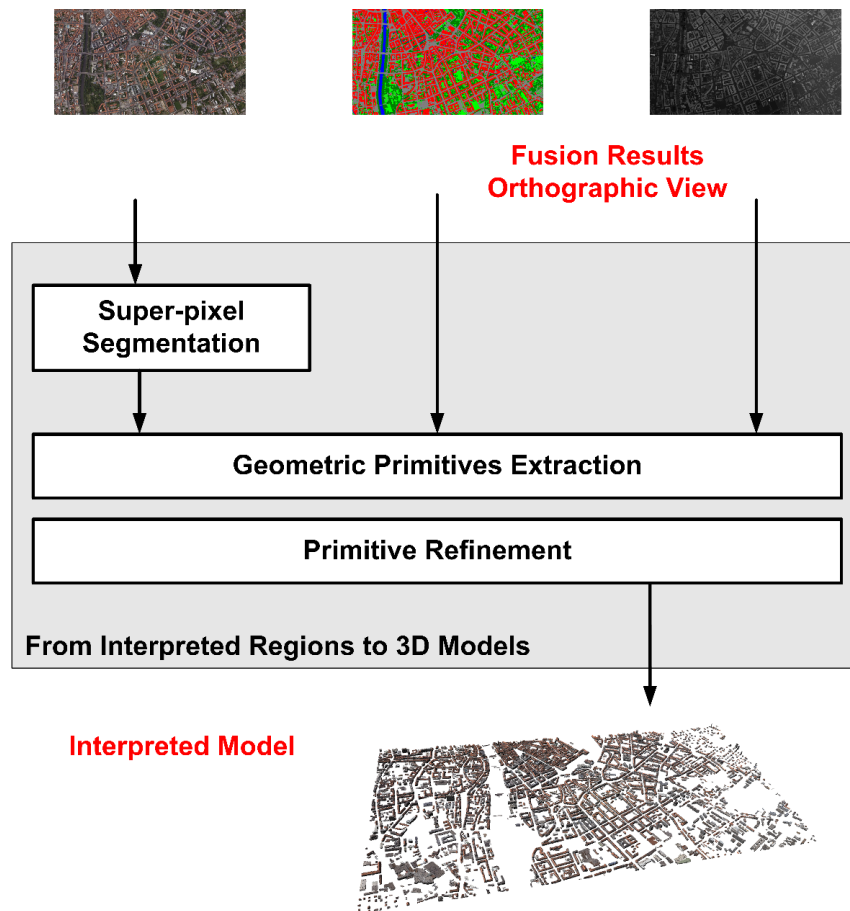 Fusion Results
Orthographic View
Super-pixel
Segmentation
Geometric Primitives Extraction
Primitive Refinement
From Interpreted Regions to 3D Models
Interpreted Model